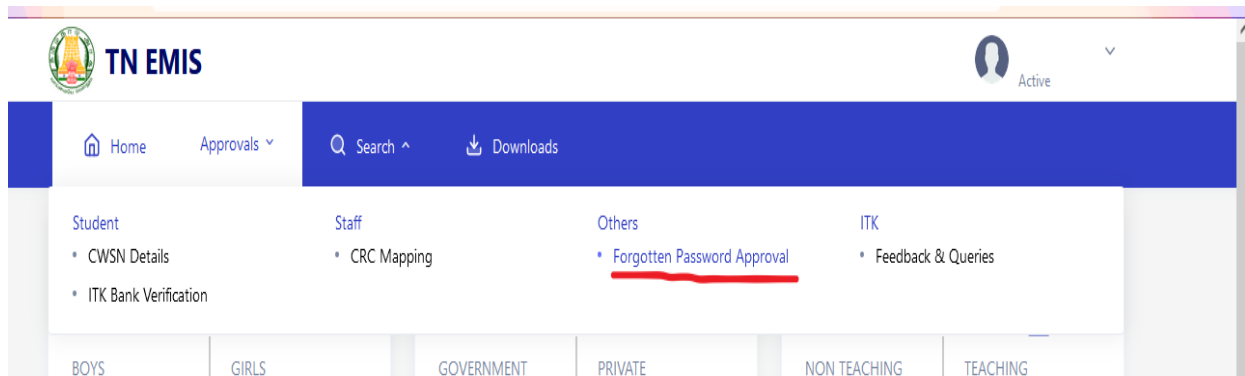 TN EMIS
Active
Home Approvals Search Downloads
Student Staff Others ITK
• CWSN Details • CRC Mapping • Forgotten Password Approval • Feedback & Queries
• ITK Bank Verification
BOYS GIRLS GOVERNMENT PRIVATE NON TEACHING TEACHING